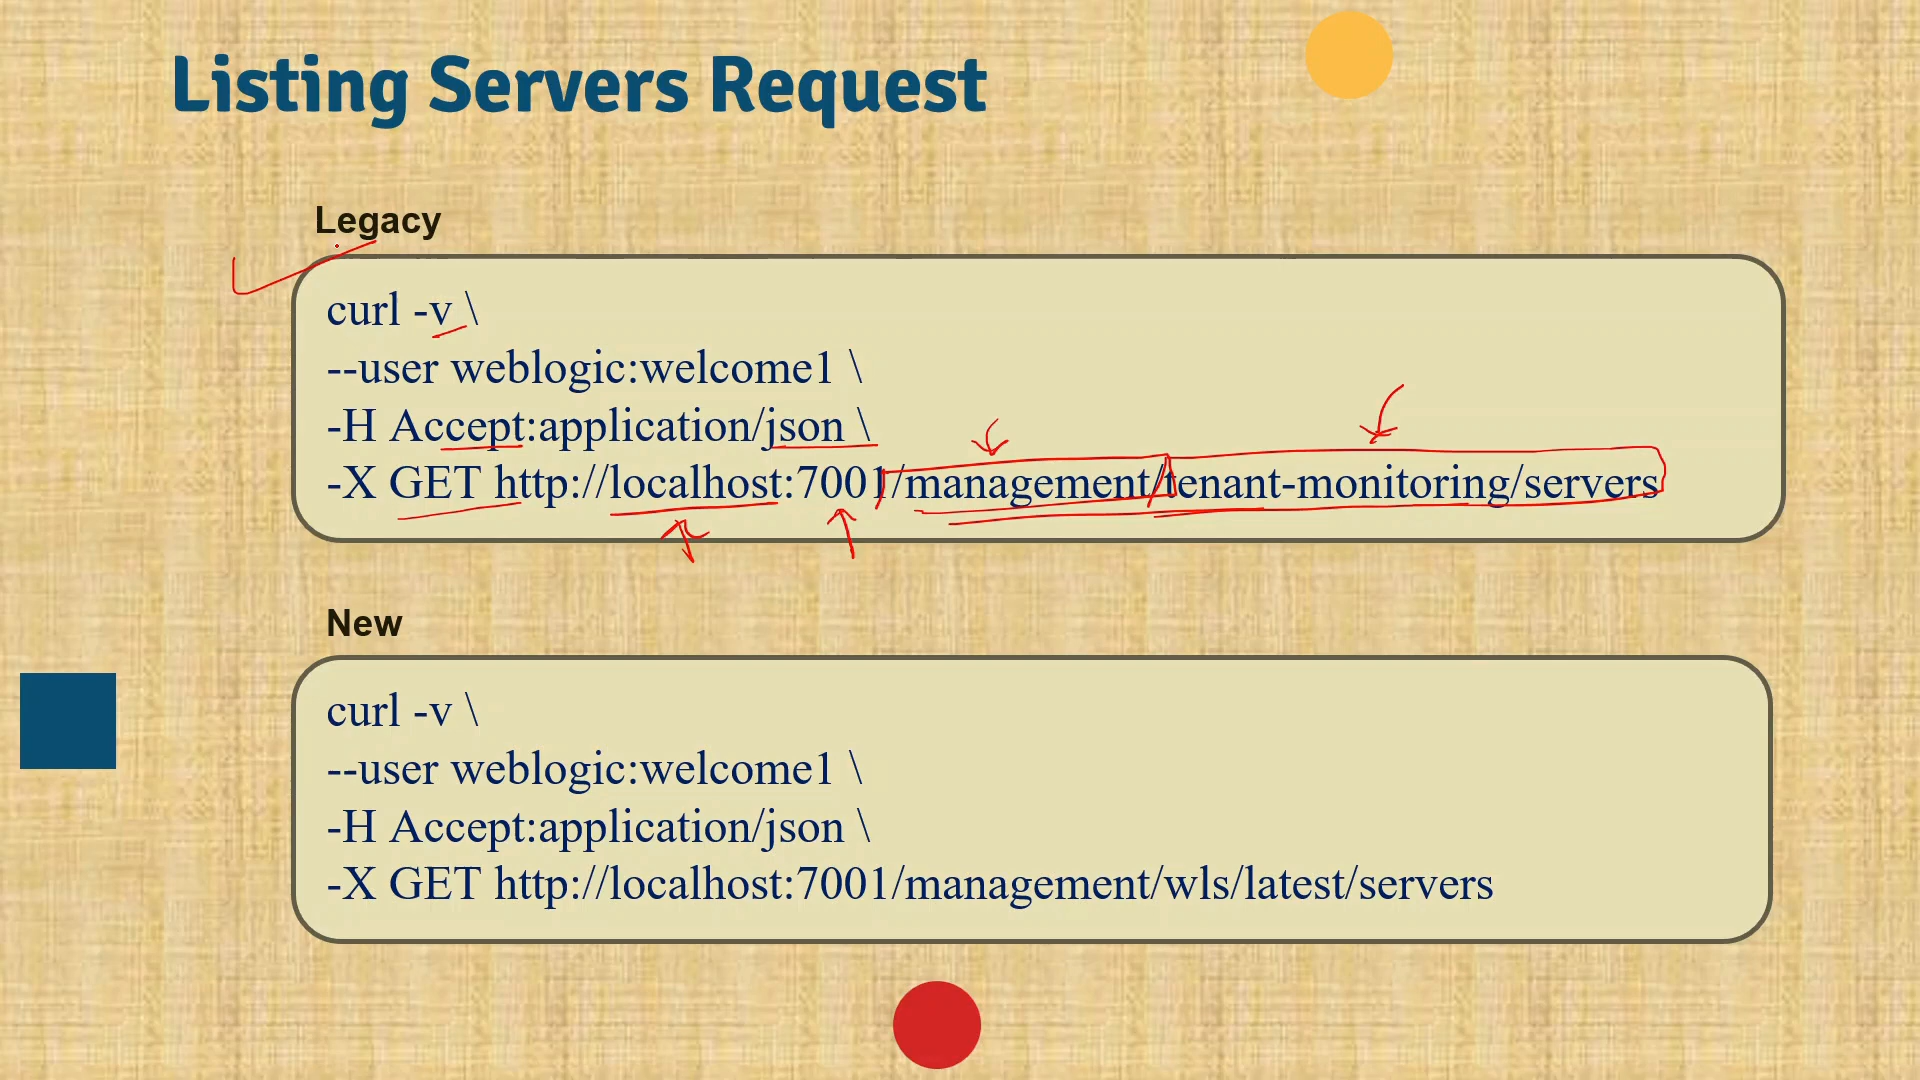 Listing Servers Request
Legacy
curl -v \
--user weblogic:welcome1 \
-H Accept:application/json \
-X GET http://localhost:7001/management/tenant-monitoring/servers
New
curl -v \
--user weblogic:welcome1 \
-H Accept:application/json \
-X GET http://localhost:7001/management/wls/latest/servers